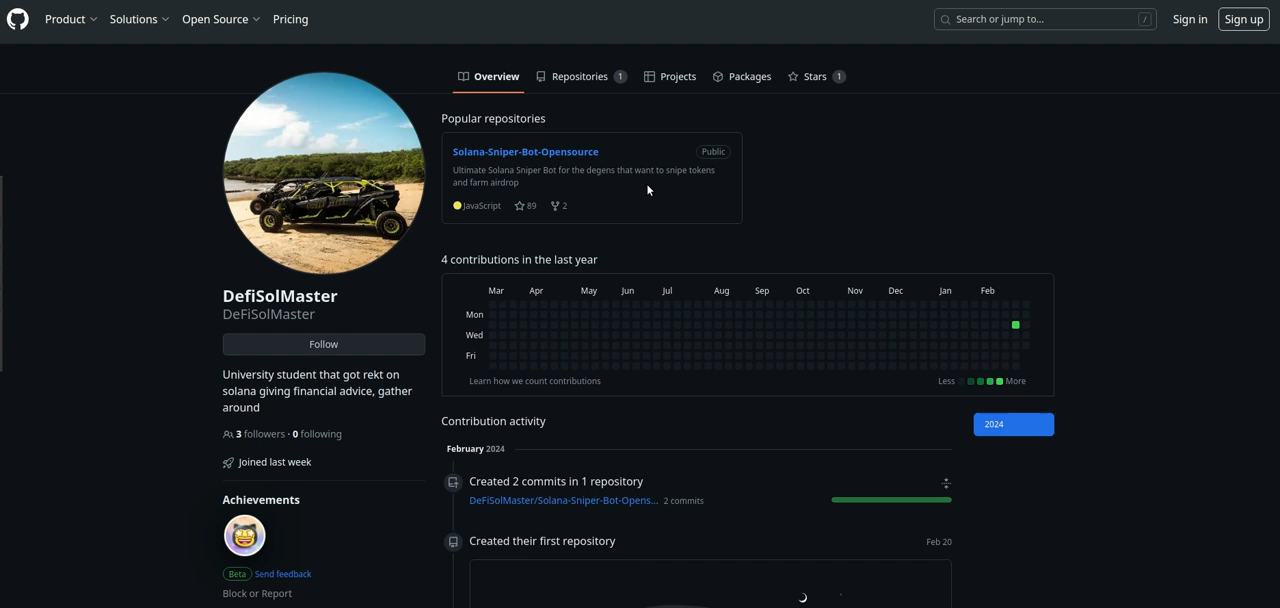 Product Solutions Open Source Pricing Search or jump to... / Sign in Sign up
Overview Repositories 1 Projects Packages Stars 1
Popular repositories
Solana-Sniper-Bot-Opensource Public
Ultimate Solana Sniper Bot for the degens that want to snipe tokens
and farm airdrop
JavaScript 89 2
4 contributions in the last year
Mar Apr May Jun Jul Aug Sep Oct Nov Dec Jan Feb
Mon
Wed
Fri
Learn how we count contributions Less More
DefiSolMaster
DeFiSolMaster
Follow
University student that got rekt on
solana giving financial advice, gather
around
3 followers · 0 following
Joined last week
Achievements
Beta Send feedback
Block or Report
Contribution activity
2024
February 2024
Created 2 commits in 1 repository
DeFiSolMaster/Solana-Sniper-Bot-Opens... 2 commits
Created their first repository Feb 20